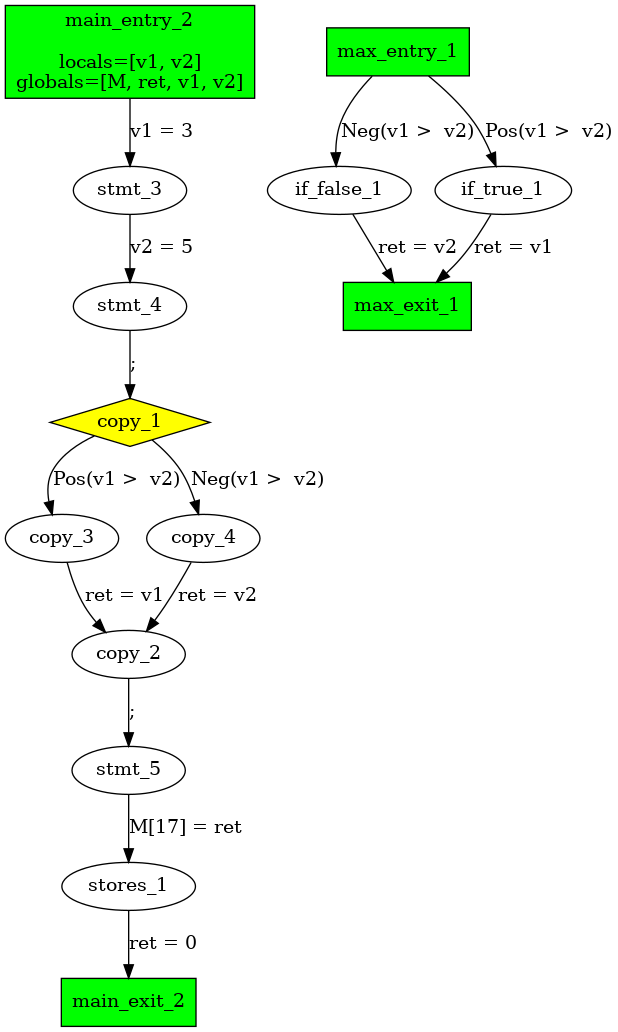 main_entry_2
locals=[v1, v2]
globals=[M, ret, v1, v2]
v1 = 3
stmt_3
v2 = 5
stmt_4
;
copy_1
Pos(v1 >  v2)
Neg(v1 >  v2)
copy_3
copy_4
ret = v1
ret = v2
copy_2
;
stmt_5
M[17] = ret
stores_1
ret = 0
main_exit_2
max_entry_1
Neg(v1 >  v2)
Pos(v1 >  v2)
if_false_1
if_true_1
ret = v2
ret = v1
max_exit_1